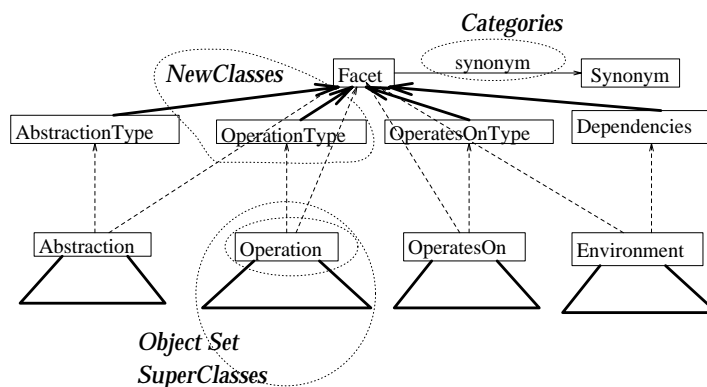 Categories
NewClasses
Facet
synonym
Synonym
AbstractionType
OperationType
OperatesOnType
Dependencies
Abstraction
Operation
OperatesOn
Environment
Object Set
SuperClasses